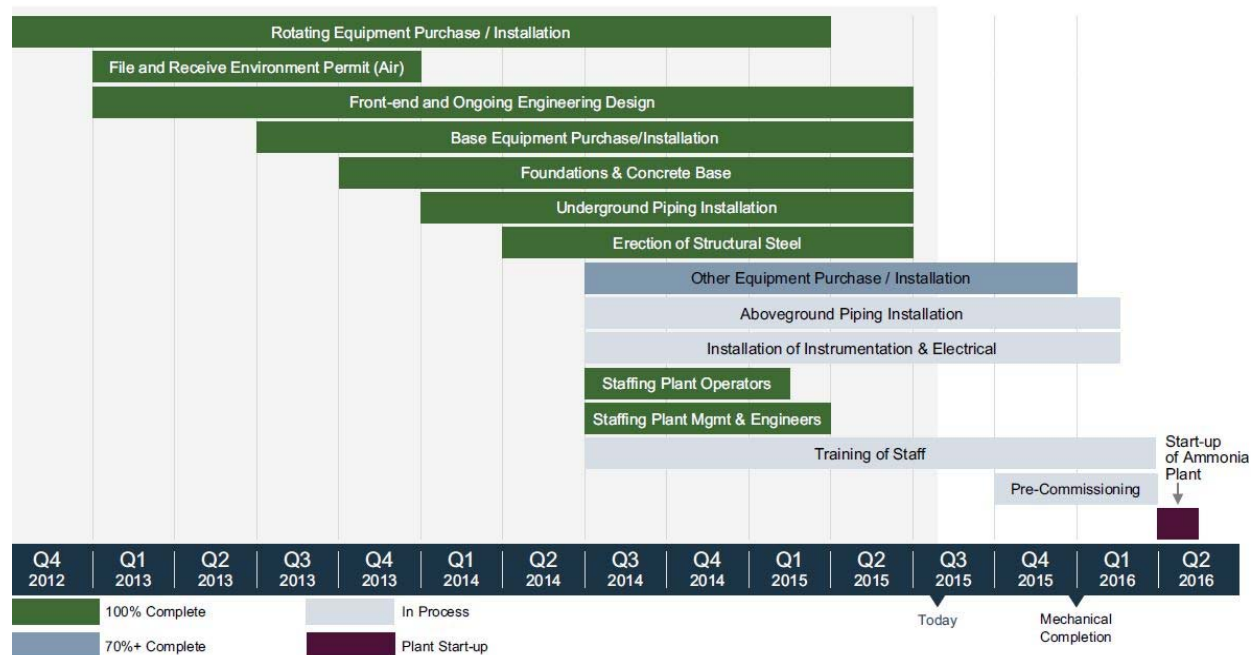 Rotating Equipment Purchase / Installation
File and Receive Environment Permit (Air)
Front-end and Ongoing Engineering Design
Base Equipment Purchase/Installation
Foundations & Concrete Base
Underground Piping Installation
Erection of Structural Steel
Other Equipment Purchase / Installation
Aboveground Piping Installation
Installation of Instrumentation & Electrical
Staffing Plant Operators
Staffing Plant Mgmt & Engineers
Training of Staff
Start-up
of Ammonia
Plant
Pre-Commissioning
Q4 Q1 Q2 Q3 Q4 Q1 Q2 Q3 Q4 Q1 Q2 Q3 Q4 Q1 Q2
2012 2013 2013 2013 2013 2014 2014 2014 2014 2015 2015 2015 2015 2016 2016
100% Complete
In Process
Today
Mechanical
Completion
70%+ Complete
Plant Start-up